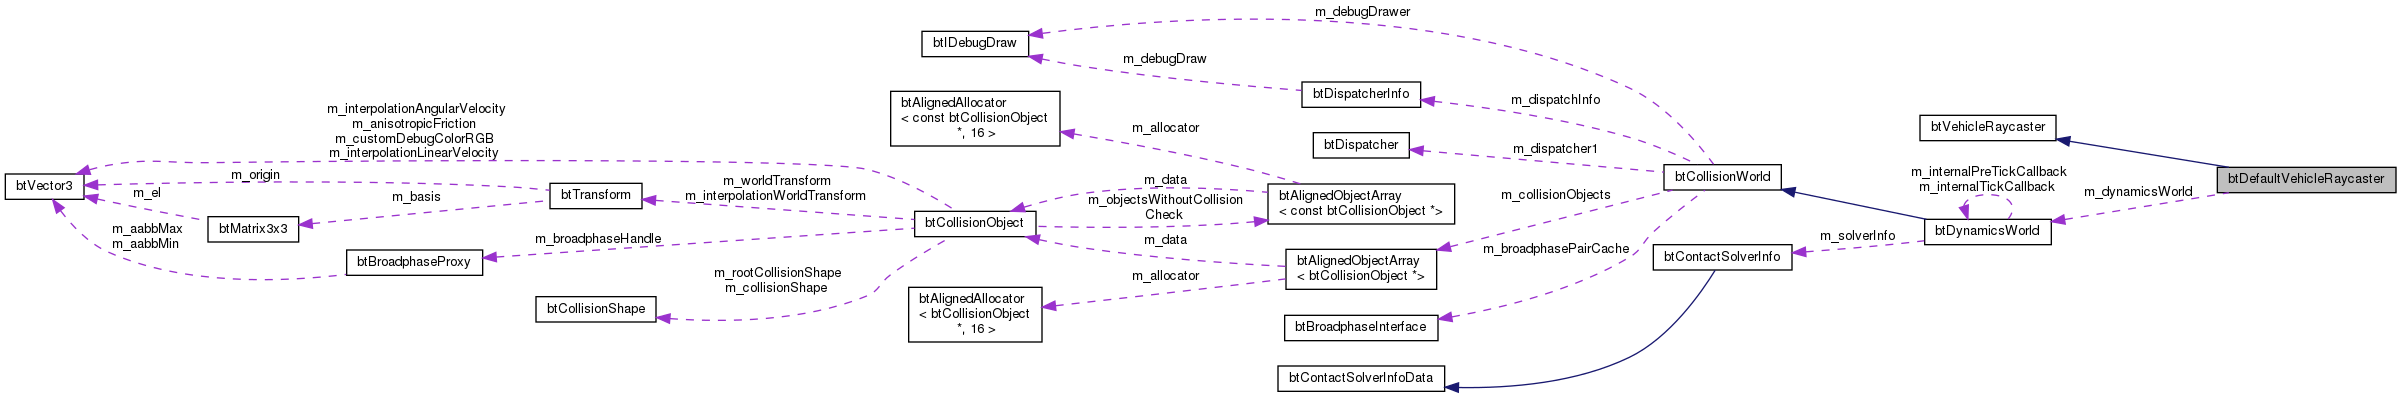 m_debugDrawer
btIDebugDraw
m_debugDraw
btDispatcherInfo
btAlignedAllocator
< const btCollisionObject
*, 16 >
m_dispatchInfo
m_interpolationAngularVelocity
m_anisotropicFriction
m_customDebugColorRGB
m_interpolationLinearVelocity
m_allocator
btDispatcher
m_dispatcher1
btVehicleRaycaster
btVector3
m_origin
m_el
btTransform
m_basis
btMatrix3x3
m_worldTransform
m_interpolationWorldTransform
m_data
m_objectsWithoutCollision
Check
btAlignedObjectArray
< const btCollisionObject *>
m_collisionObjects
btCollisionWorld
m_internalPreTickCallback
m_internalTickCallback
m_dynamicsWorld
btDefaultVehicleRaycaster
btCollisionObject
m_aabbMax
m_aabbMin
btBroadphaseProxy
m_broadphaseHandle
m_data
m_broadphasePairCache
m_solverInfo
btDynamicsWorld
btContactSolverInfo
btAlignedObjectArray
< btCollisionObject *>
m_rootCollisionShape
m_collisionShape
m_allocator
btCollisionShape
btAlignedAllocator
< btCollisionObject
*, 16 >
btBroadphaseInterface
btContactSolverInfoData